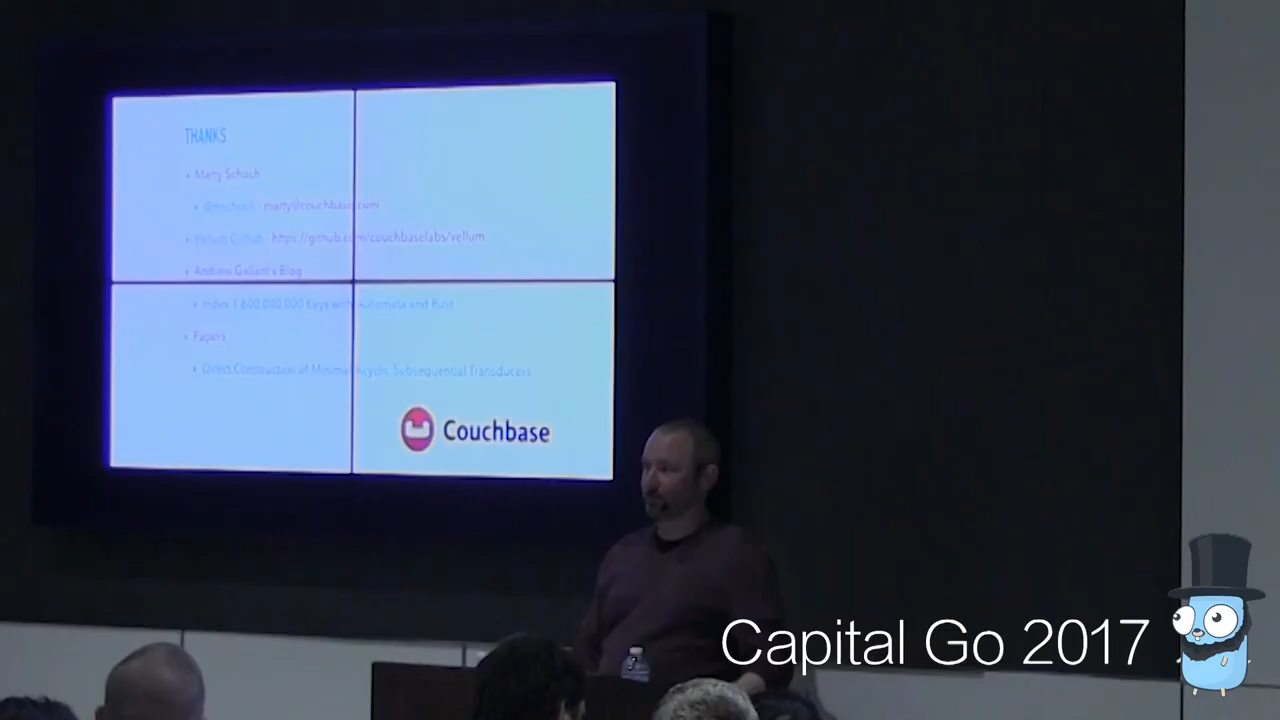 THANKS
• Marty Schoch
• @mschoch - marty@couchbase.com
• Vellum Github - https://github.com/couchbaselabs/vellum
• Andrew Gallant's Blog
• Index 1,600,000,000 Keys with Automata and Rust
• Papers
• Direct Construction of Minimal Acyclic Subsequential Transducers
Couchbase
Capital Go 2017